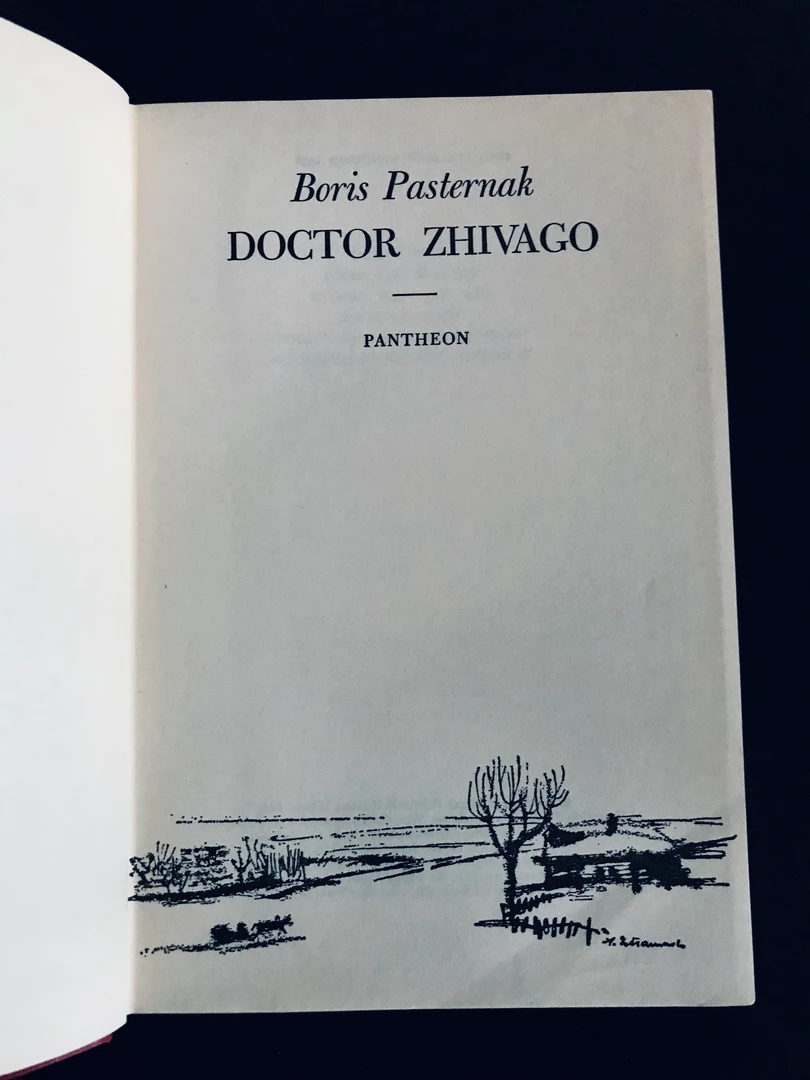 Boris Pasternak
DOCTOR ZHIVAGO
PANTHEON